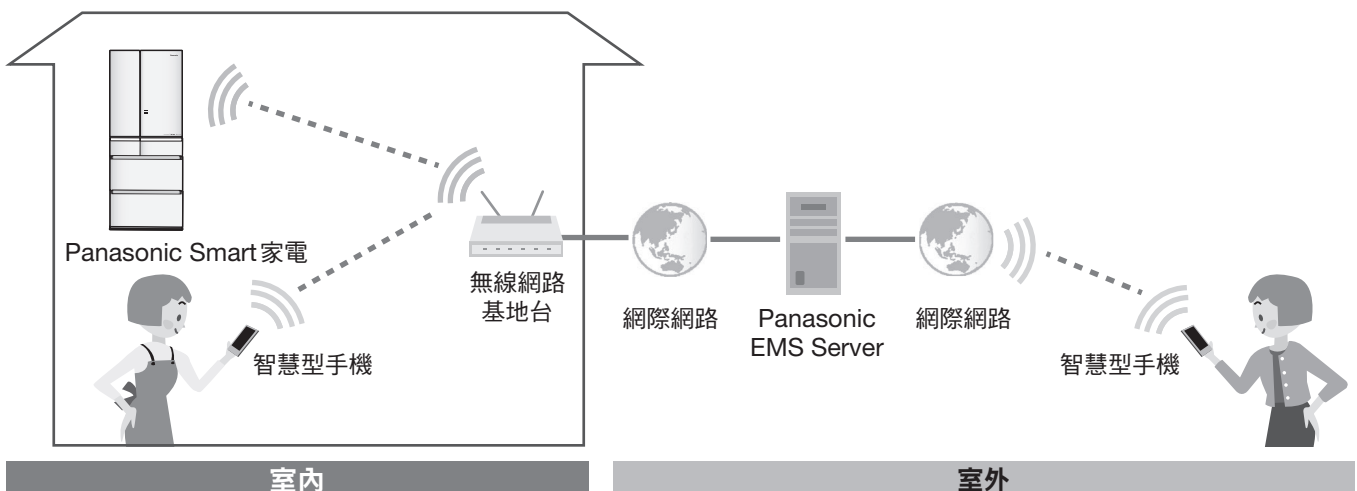 Panasonic Smart家電
智慧型手機
無線網路
基地台
網際網路
Panasonic
EMS Server
網際網路
智慧型手機
室內
室外